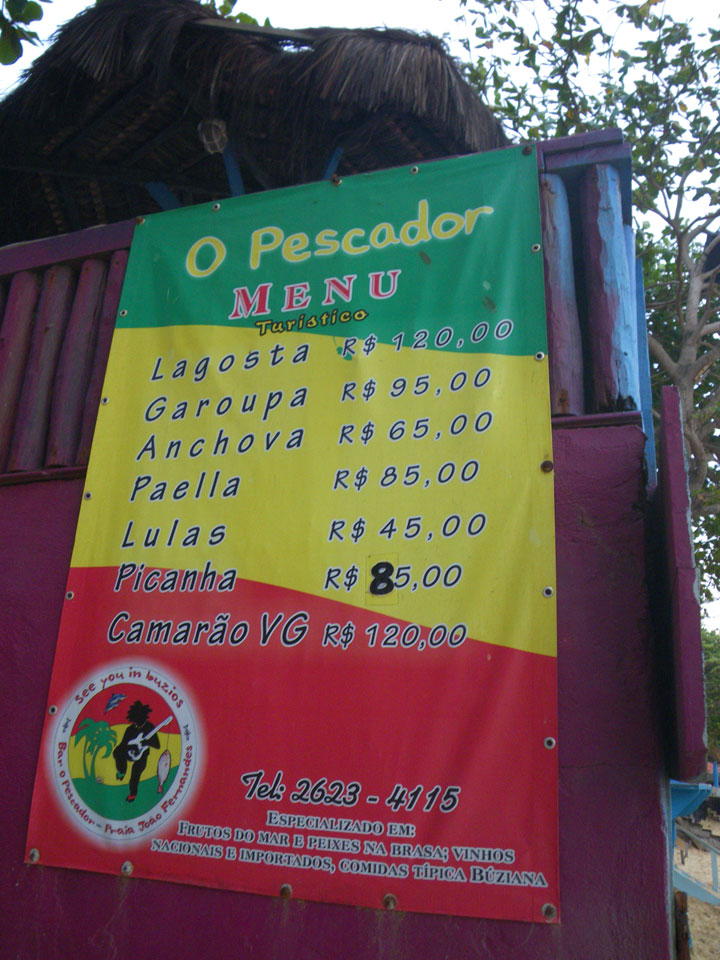 O Pescador
MENU
Turístico
Lagosta R$ 120,00
Garoupa R$ 95,00
Anchova R$ 65,00
Paella R$ 85,00
Lulas R$ 45,00
Picanha R$ 85,00
Camarão VG R$ 120,00
See you in buzios
Bar: O Pescador - Praia João Fernandes
Tel: 2623 - 4115
ESPECIALIZADO EM:
FRUTOS DO MAR E PEIXES NA BRASA; VINHOS
NACIONAIS E IMPORTADOS, COMIDAS TÍPICA BÚZIANA